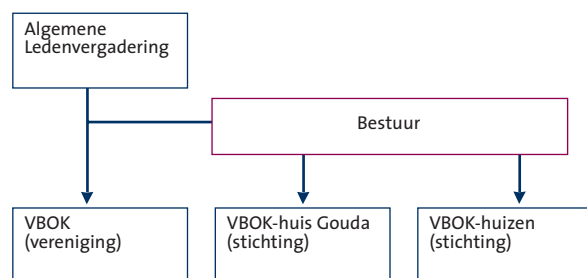 Algemene
Ledenvergadering
Bestuur
VBOK
(vereniging)
VBOK-huis Gouda
(stichting)
VBOK-huizen
(stichting)